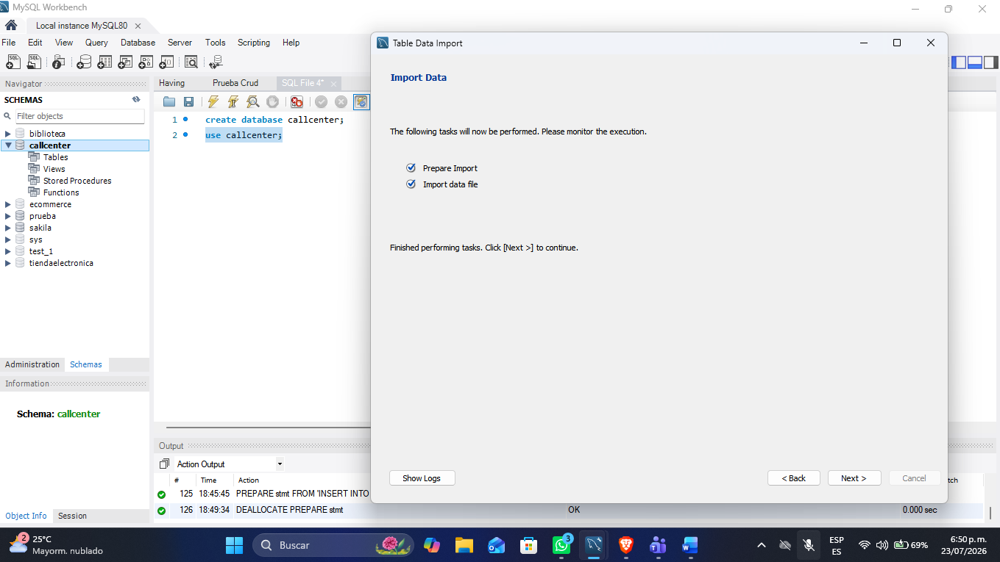 MySQL Workbench
Local instance MySQL80
File Edit View Query Database Server Tools Scripting Help
Navigator
SCHEMAS
Filter objects
biblioteca
callcenter
Tables
Views
Stored Procedures
Functions
ecommerce
prueba
sakila
sys
test_1
tiendaelectronica
Administration Schemas
Information
Schema: callcenter
Object Info Session
Having Prueba Crud SQL File 4*
1 create database callcenter;
2 use callcenter;
Table Data Import
Import Data
The following tasks will now be performed. Please monitor the execution.
Prepare Import
Import data file
Finished performing tasks. Click [Next >] to continue.
Show Logs < Back Next > Cancel
Output
Action Output
# Time Action tch
125 18:45:45 PREPARE stmt FROM 'INSERT INTO
126 18:49:34 DEALLOCATE PREPARE stmt OK 0.000 sec
2
25°C
Mayorm. nublado
Buscar
3
ESP
ES
69%
6:50 p.m.
23/07/2026